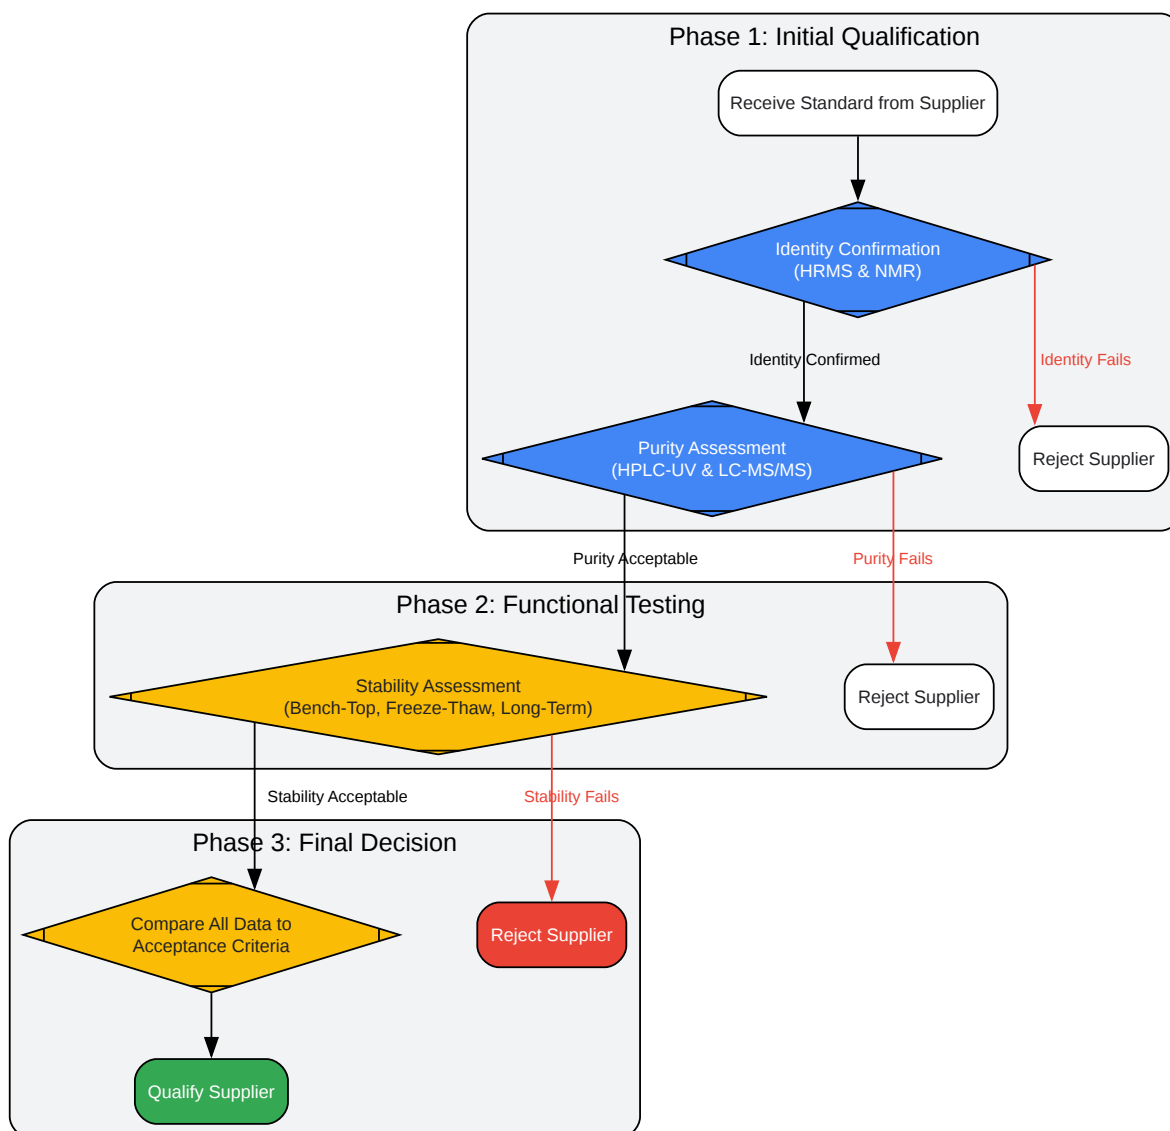 Phase 1: Initial Qualification
Receive Standard from Supplier
Identity Confirmation
(HRMS & NMR)
Identity Confirmed
Identity Fails
Purity Assessment
(HPLC-UV & LC-MS/MS)
Reject Supplier
Purity Acceptable
Purity Fails
Phase 2: Functional Testing
Stability Assessment
(Bench-Top, Freeze-Thaw, Long-Term)
Reject Supplier
Stability Acceptable
Stability Fails
Phase 3: Final Decision
Compare All Data to
Acceptance Criteria
Reject Supplier
Qualify Supplier